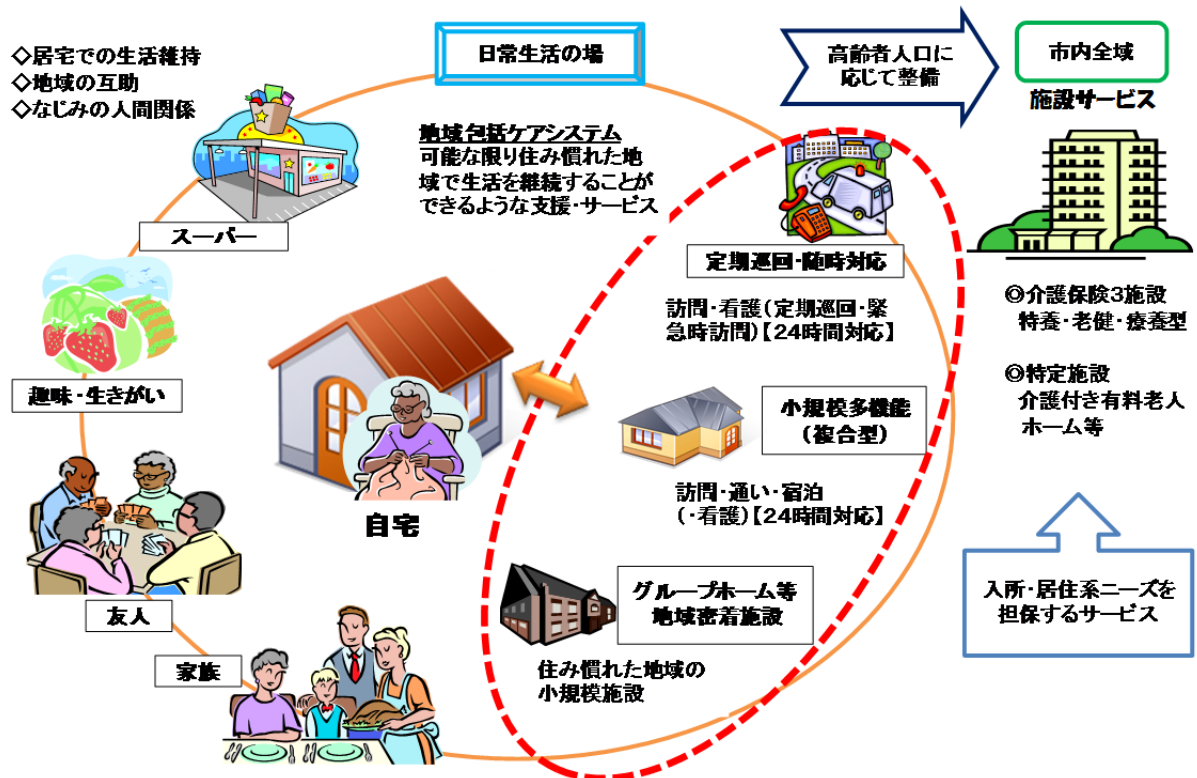 ◇居宅での生活維持
◇地域の互助
◇なじみの人間関係
日常生活の場
高齢者人口に
応じて整備
市内全域
施設サービス
地域包括ケアシステム
可能な限り住み慣れた地
域で生活を継続することが
できるような支援・サービス
スーパー
定期巡回・随時対応
訪問・看護(定期巡回・緊
急時訪問)【24時間対応】
◎介護保険3施設
特養・老健・療養型
◎特定施設
介護付き有料老人
ホーム等
趣味・生きがい
小規模多機能
(複合型)
訪問・通い・宿泊
(・看護)【24時間対応】
自宅
グループホーム等
地域密着施設
住み慣れた地域の
小規模施設
入所・居住系ニーズを
担保するサービス
友人
家族